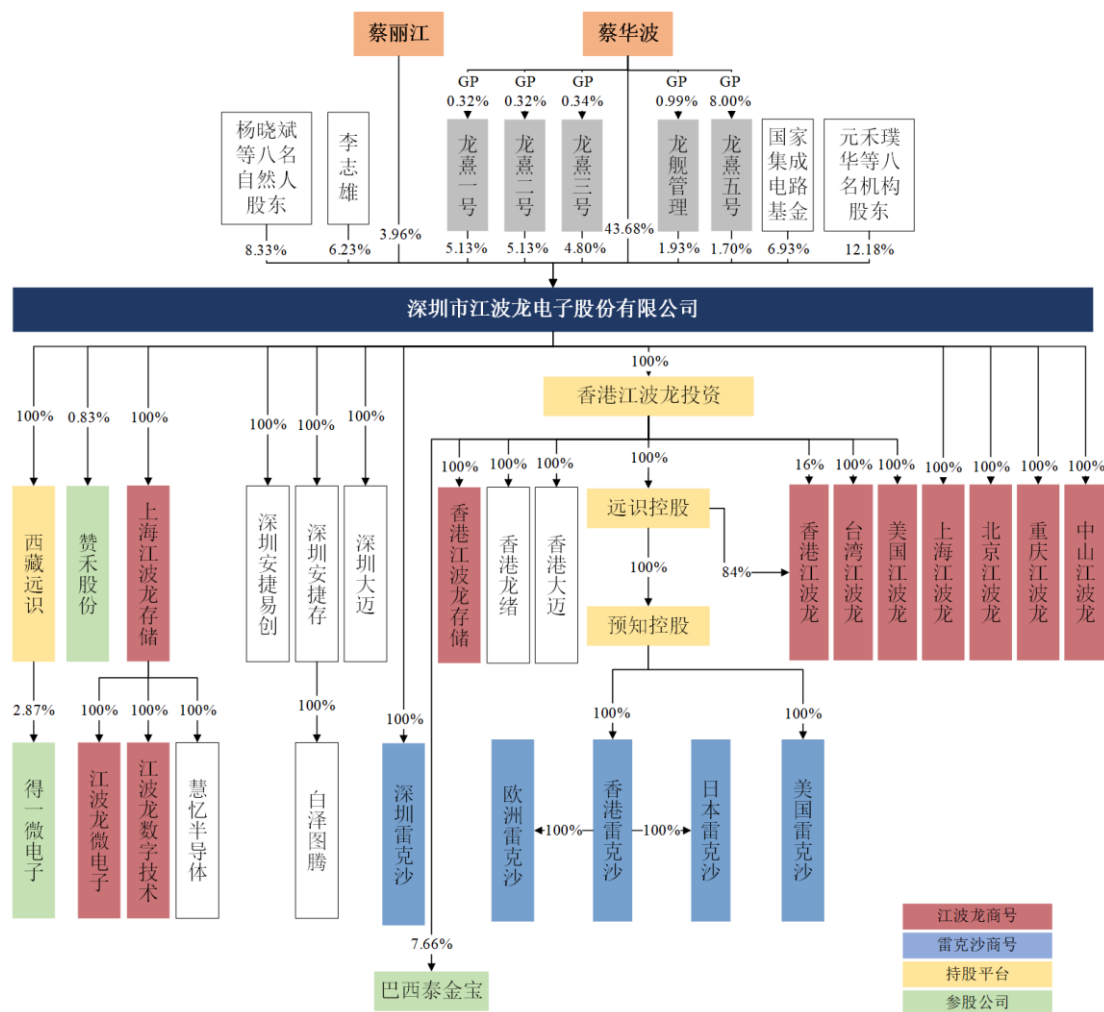 蔡丽江
蔡华波
GP
0.32%
GP
0.32%
GP
0.34%
GP
0.99%
GP
8.00%
杨晓斌
等八名
自然人
股东
李志雄
龙熹一号
龙熹二号
龙熹三号
龙舰管理
龙熹五号
国家
集成
电路
基金
元禾璞
华等八
名机构
股东
8.33%
6.23%
3.96%
5.13%
5.13%
4.80%
43.68%
1.93%
1.70%
6.93%
12.18%
深圳市江波龙电子股份有限公司
100%
0.83%
100%
100%
100%
100%
100%
香港江波龙投资
100%
100%
100%
100%
16%
100%
100%
100%
100%
100%
100%
西藏远识
赞禾股份
上海江波龙存储
深圳安捷易创
深圳安捷存
深圳大迈
香港江波龙存储
香港龙绪
香港大迈
远识控股
84%
香港江波龙
台湾江波龙
美国江波龙
上海江波龙
北京江波龙
重庆江波龙
中山江波龙
100%
预知控股
2.87%
100%
100%
100%
100%
100%
100%
100%
得一微电子
江波龙微电子
江波龙数字技术
慧忆半导体
白泽图腾
深圳雷克沙
欧洲雷克沙
100%
香港雷克沙
100%
日本雷克沙
美国雷克沙
7.66%
巴西泰金宝
江波龙商号
雷克沙商号
持股平台
参股公司